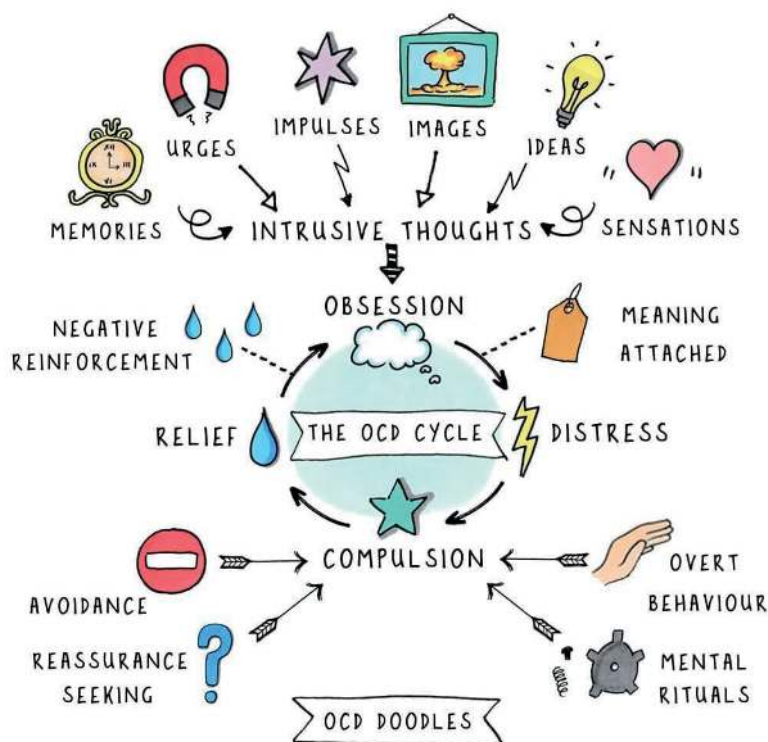 IMPULSES
IMAGES
URGES
IDEAS
MEMORIES
INTRUSIVE THOUGHTS
SENSATIONS
OBSESSION
NEGATIVE
REINFORCEMENT
MEANING
ATTACHED
RELIEF
THE OCD CYCLE
DISTRESS
COMPULSION
AVOIDANCE
OVERT
BEHAVIOUR
REASSURANCE
SEEKING
MENTAL
RITUALS
OCD DOODLES